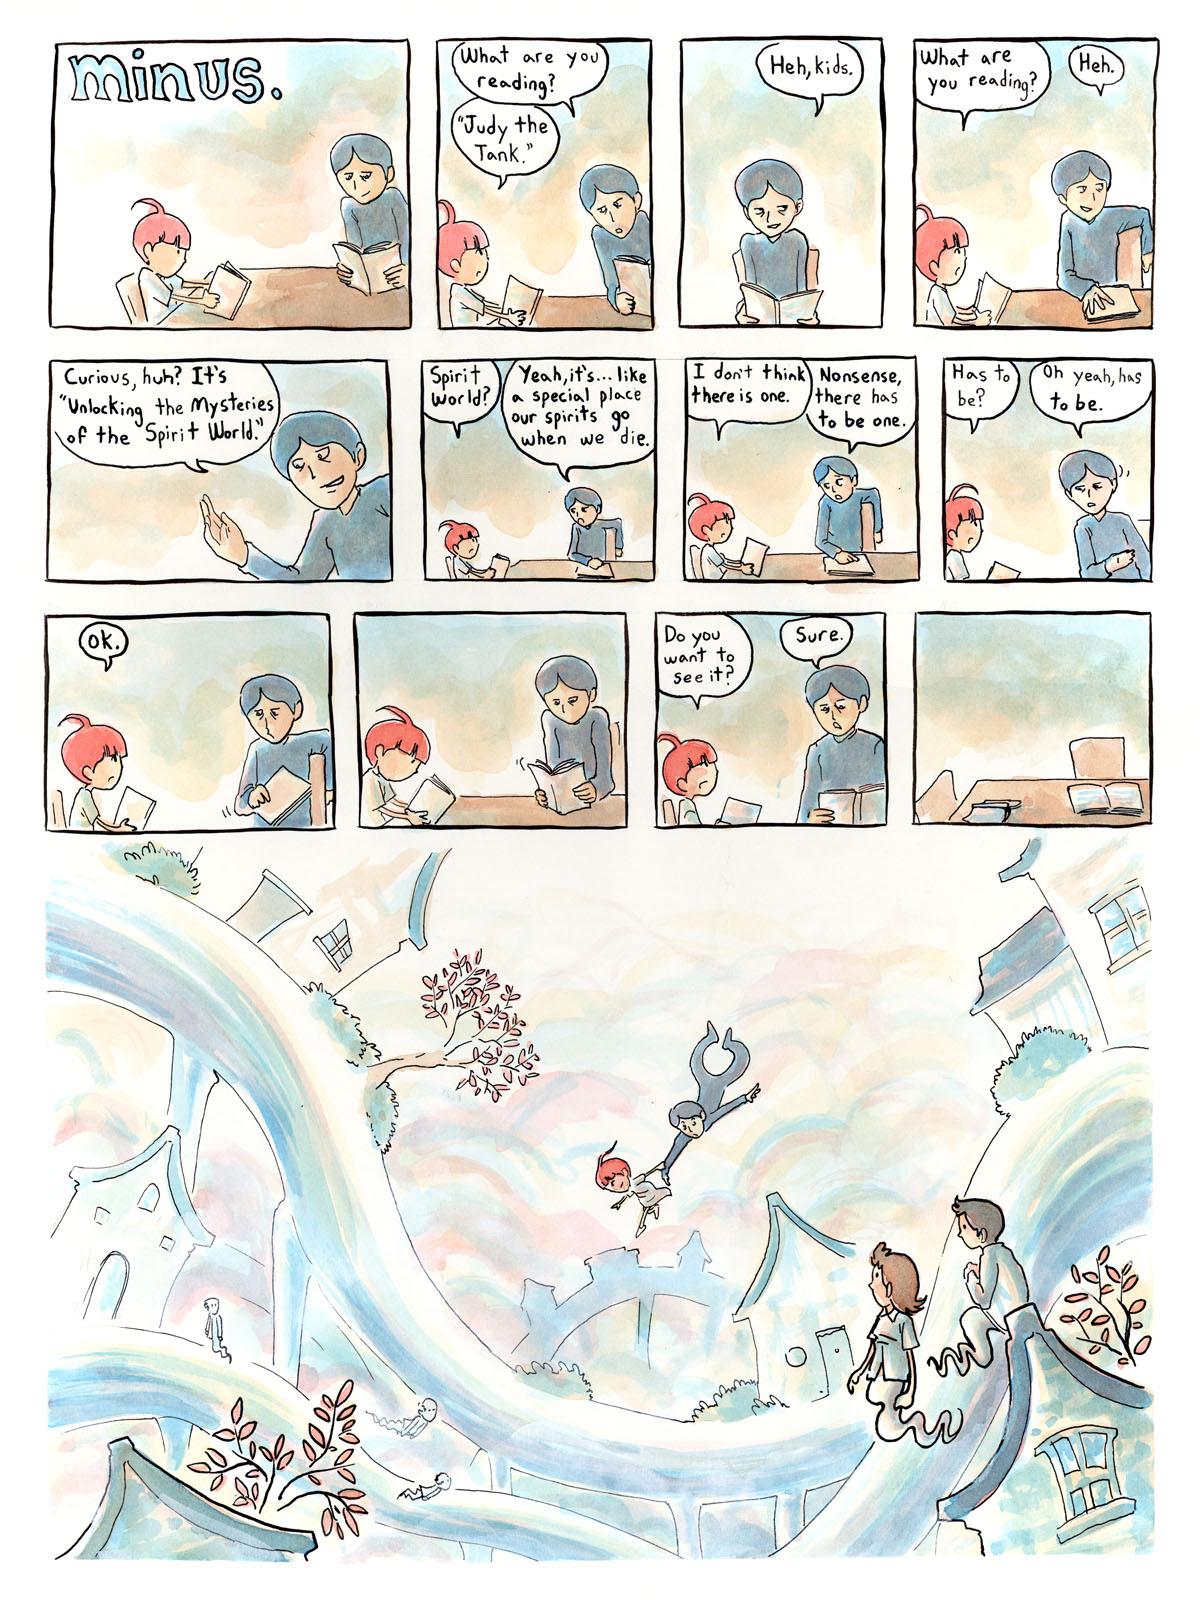 minus.
What are you
reading?
"Judy the
Tank."
Heh, kids.
What are
you reading?
Heh.
Curious, huh? It's
"Unlocking the Mysteries
of the Spirit World."
Spirit
World?
Yeah, it's... like
a special place
our spirits go
when we die.
I don't think
there is one.
Nonsense,
there has
to be one.
Has to
be?
Oh yeah, has
to be.
OK.
Do you
want to
see it?
Sure.